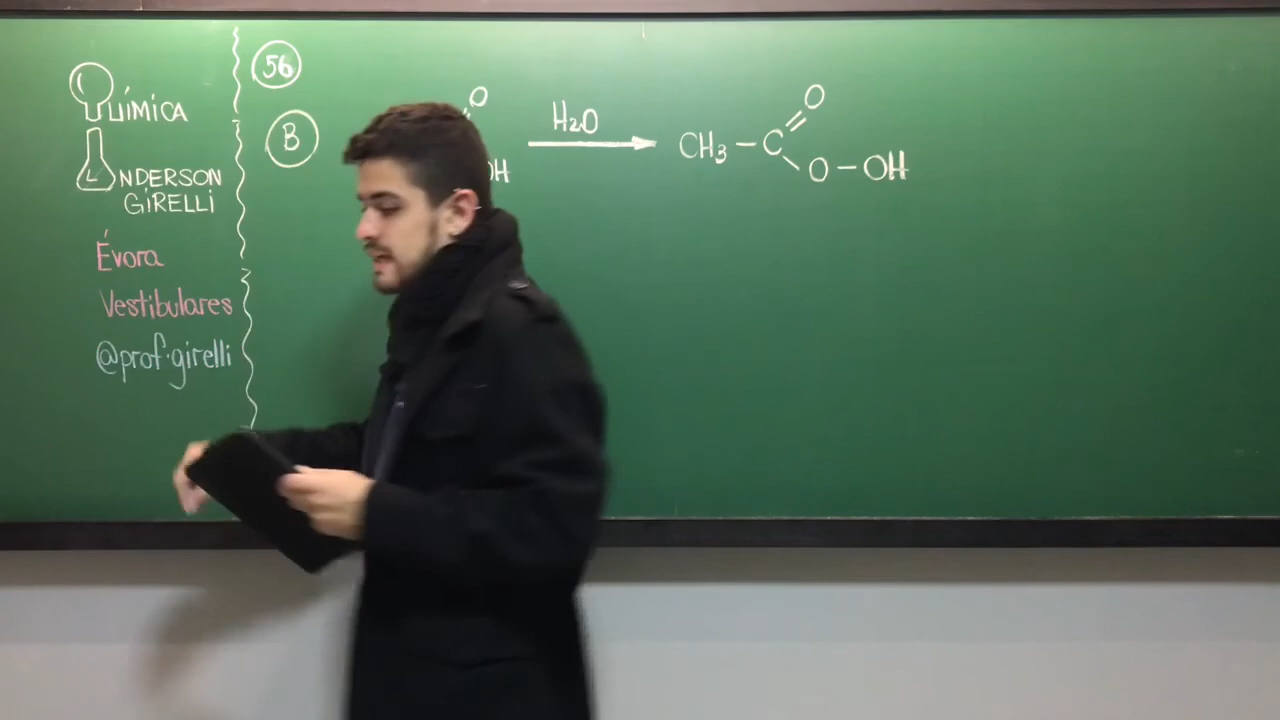 QUÍMICA
ANDERSON
GIRELLI
Évora
Vestibulares
@prof.girelli
56
B
O
OH
H2O
CH3 – C
O
O – OH